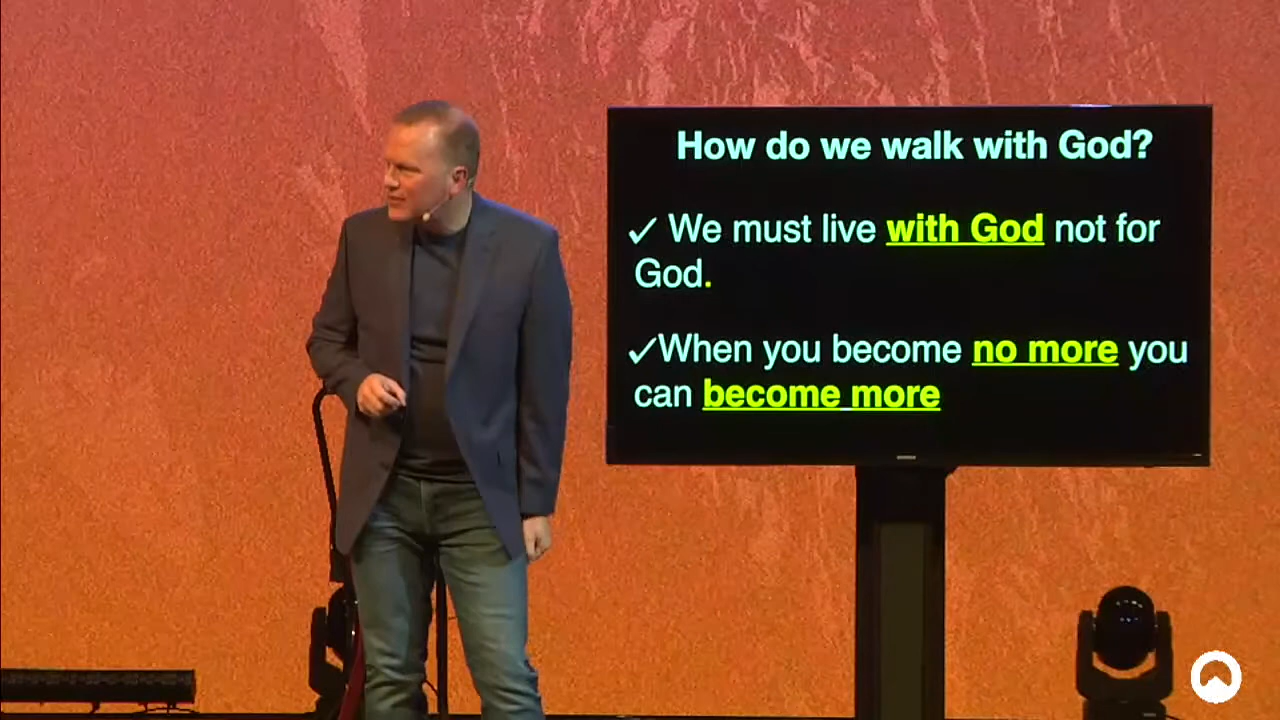 How do we walk with God?
✓ We must live with God not for
God.
✓When you become no more you
can become more